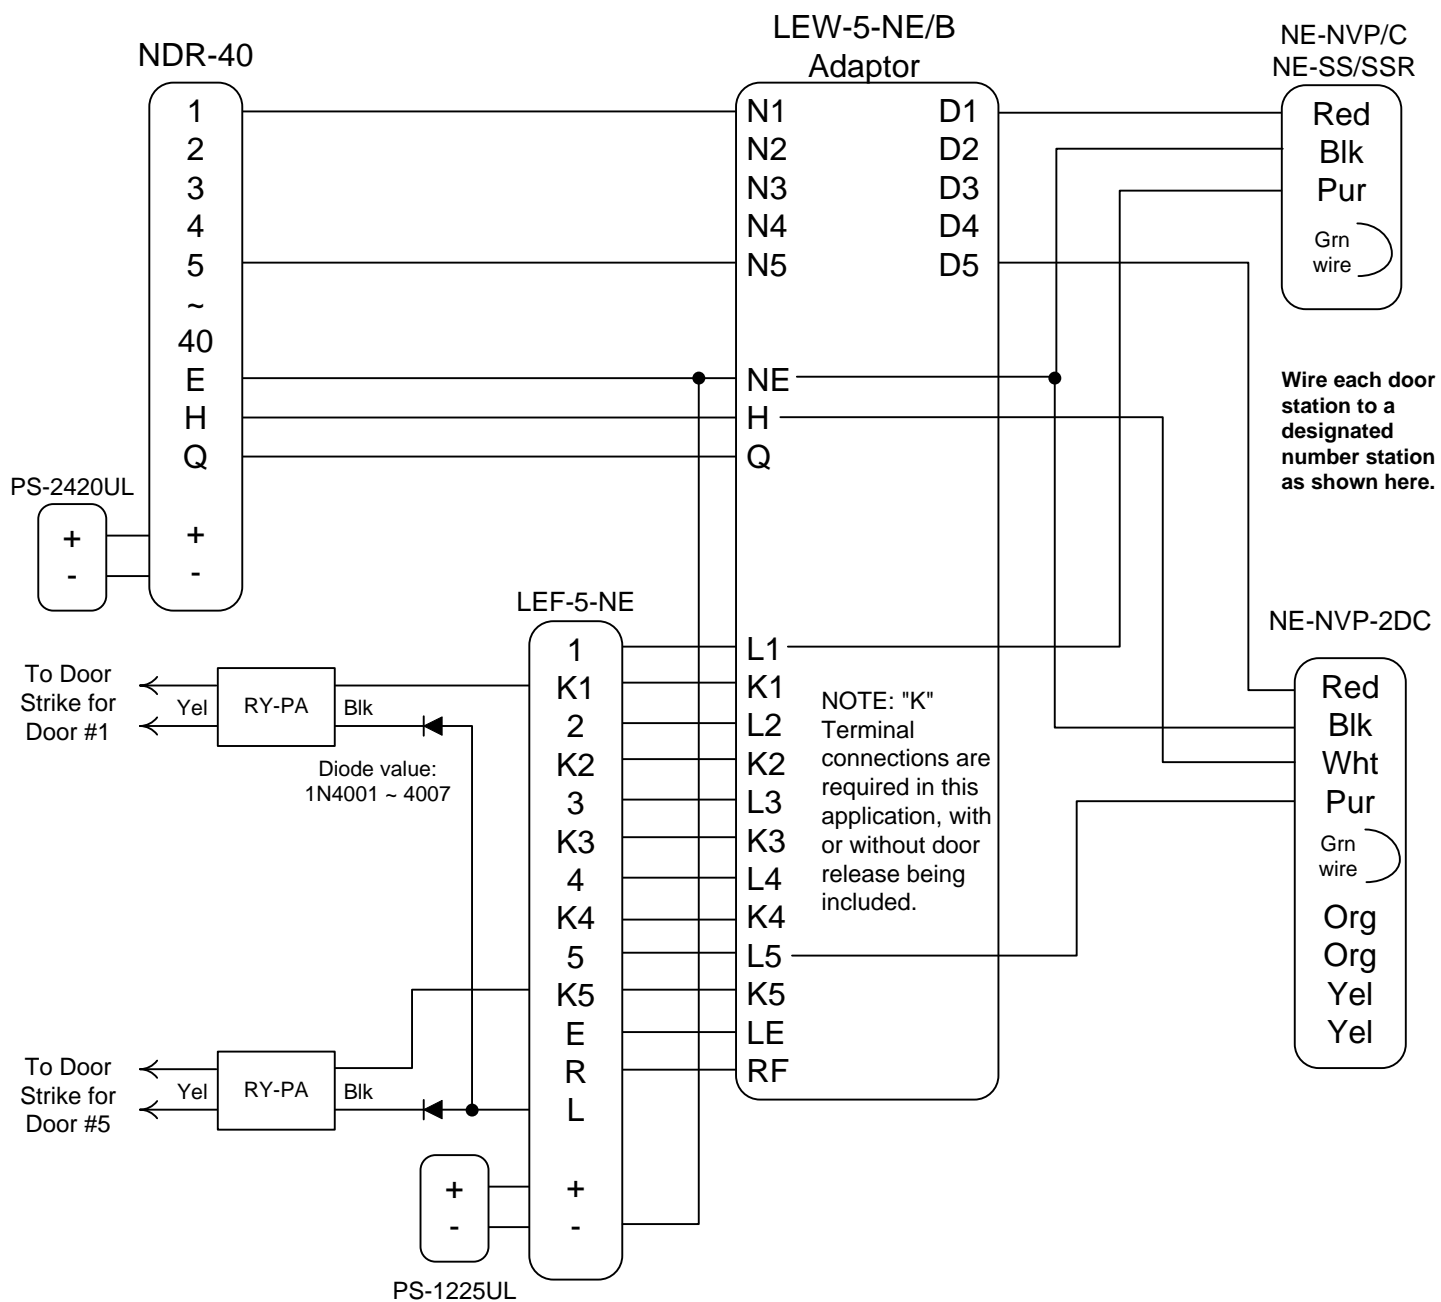 NDR-40
1
2
3
4
5
~
40
E
H
Q
+
-
PS-2420UL
+
-
LEW-5-NE/B
Adaptor
N1
N2
N3
N4
N5
NE
H
Q
L1
K1
L2
K2
L3
K3
L4
K4
L5
K5
LE
RF
D1
D2
D3
D4
D5
NOTE: "K"
Terminal
connections are
required in this
application, with
or without door
release being
included.
NE-NVP/C
NE-SS/SSR
Red
Blk
Pur
Grn
wire
Wire each door
station to a
designated
number station
as shown here.
NE-NVP-2DC
Red
Blk
Wht
Pur
Grn
wire
Org
Org
Yel
Yel
LEF-5-NE
1
K1
2
K2
3
K3
4
K4
5
K5
E
R
L
+
-
To Door
Strike for
Door #1
Yel
RY-PA
Blk
Diode value:
1N4001 ~ 4007
To Door
Strike for
Door #5
Yel
RY-PA
Blk
+
-
PS-1225UL